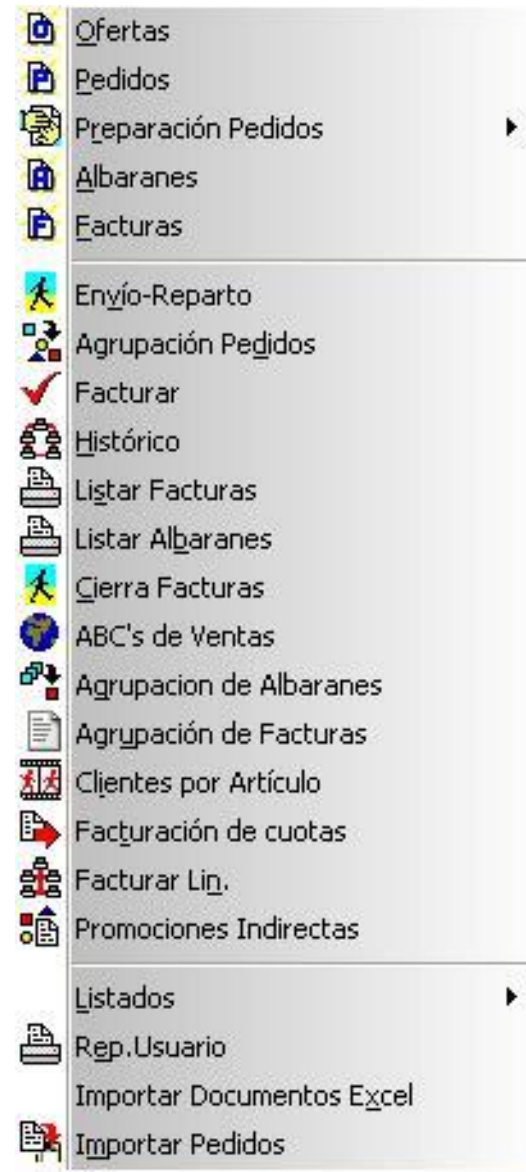 Ofertas
Pedidos
Preparación Pedidos
Albaranes
Facturas
Envío-Reparto
Agrupación Pedidos
Facturar
Histórico
Listar Facturas
Listar Albaranes
Cierra Facturas
ABC's de Ventas
Agrupacion de Albaranes
Agrupación de Facturas
Clientes por Artículo
Facturación de cuotas
Facturar Lin.
Promociones Indirectas
Listados
Rep.Usuario
Importar Documentos Excel
Importar Pedidos